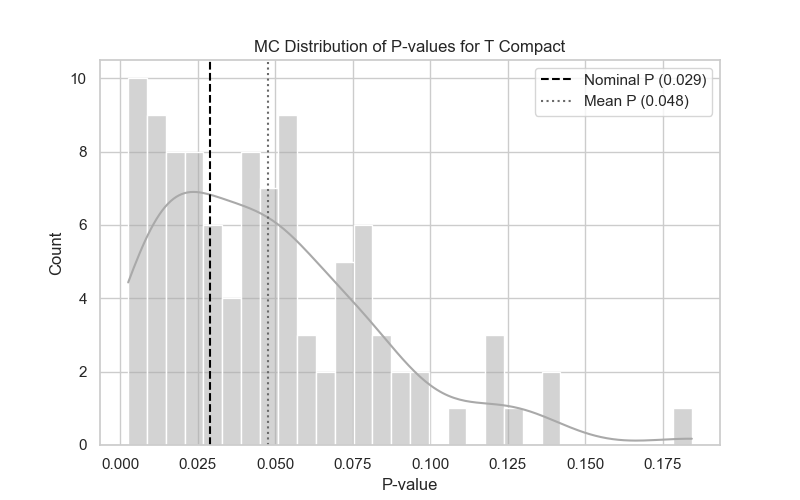 MC Distribution of P-values for T Compact
Nominal P (0.029)
Mean P (0.048)
Count
10
8
6
4
2
0
0.000 0.025 0.050 0.075 0.100 0.125 0.150 0.175
P-value